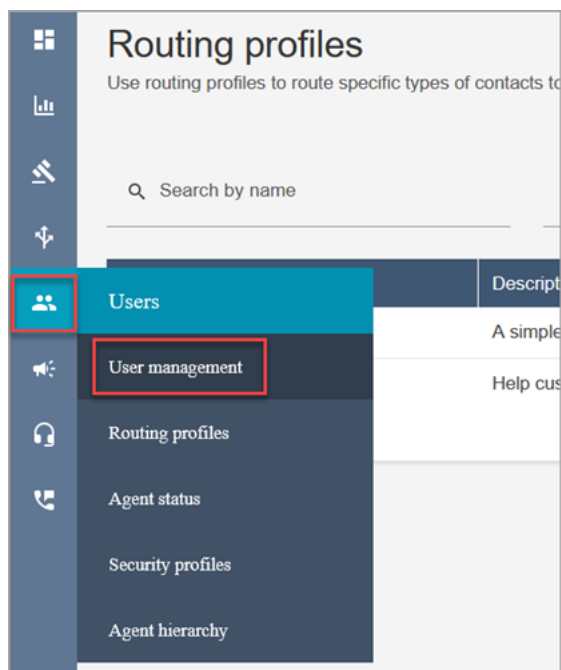 Routing profiles
Use routing profiles to route specific types of contacts to
Search by name
Users
Descript
User management
A simple
Help cus
Routing profiles
Agent status
Security profiles
Agent hierarchy